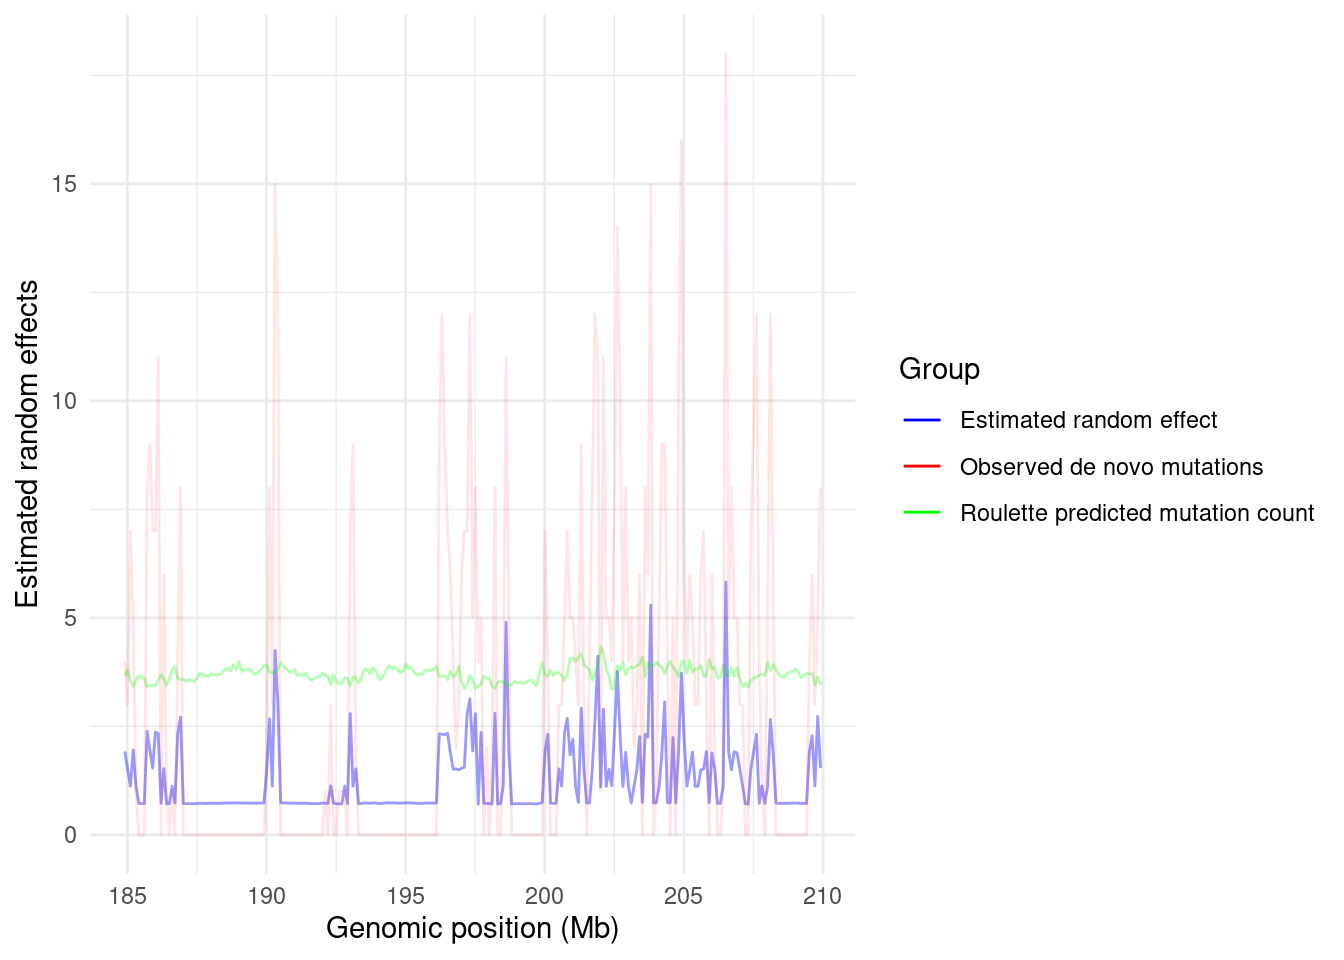 Estimated random effects
15
10
5
0
185
190
195
200
205
210
Genomic position (Mb)
Group
Estimated random effect
Observed de novo mutations
Roulette predicted mutation count